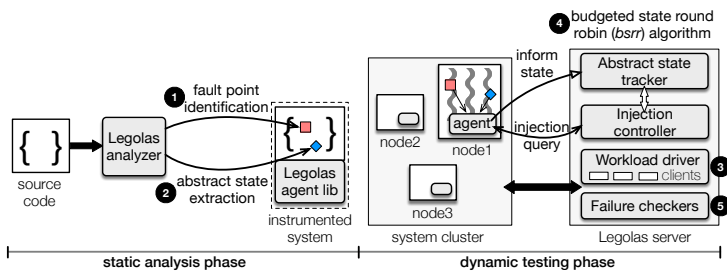 4 budgeted state round
robin (bsrr) algorithm
1 fault point
identification
{ }
source
code
Legolas
analyzer
2 abstract state
extraction
{ }
Legolas
agent lib
instrumented
system
inform
state
node2
agent
node1
injection
query
node3
system cluster
Abstract state
tracker
Injection
controller
Workload driver 3
clients
Failure checkers 5
Legolas server
static analysis phase
dynamic testing phase